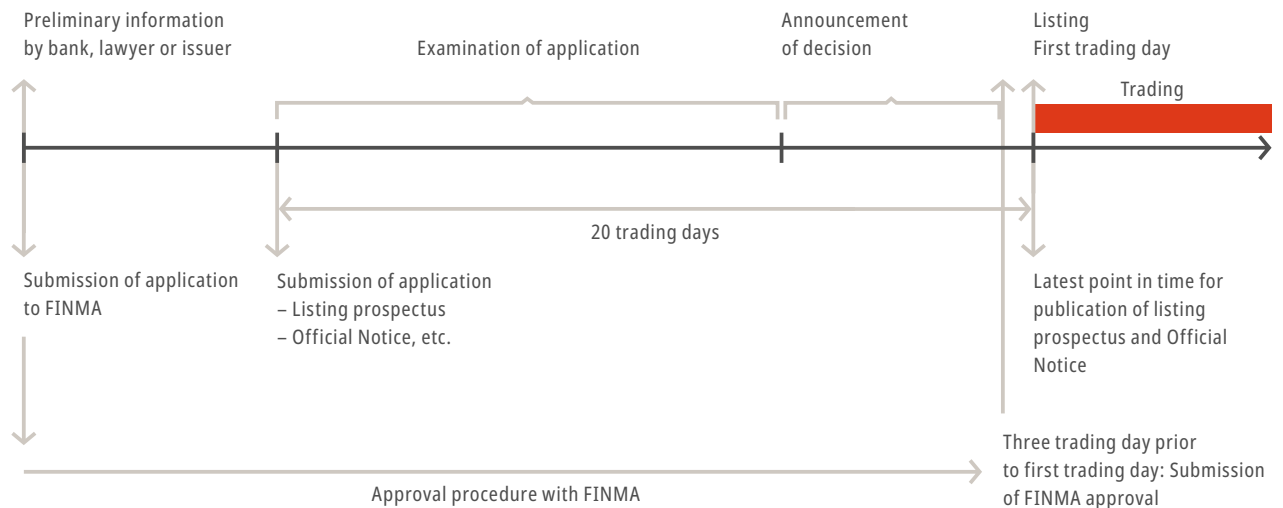 Preliminary information
by bank, lawyer or issuer
Examination of application
Announcement
of decision
Listing
First trading day
Trading
20 trading days
Submission of application
to FINMA
Submission of application
– Listing prospectus
– Official Notice, etc.
Latest point in time for
publication of listing
prospectus and Official
Notice
Three trading day prior
to first trading day: Submission
of FINMA approval
Approval procedure with FINMA